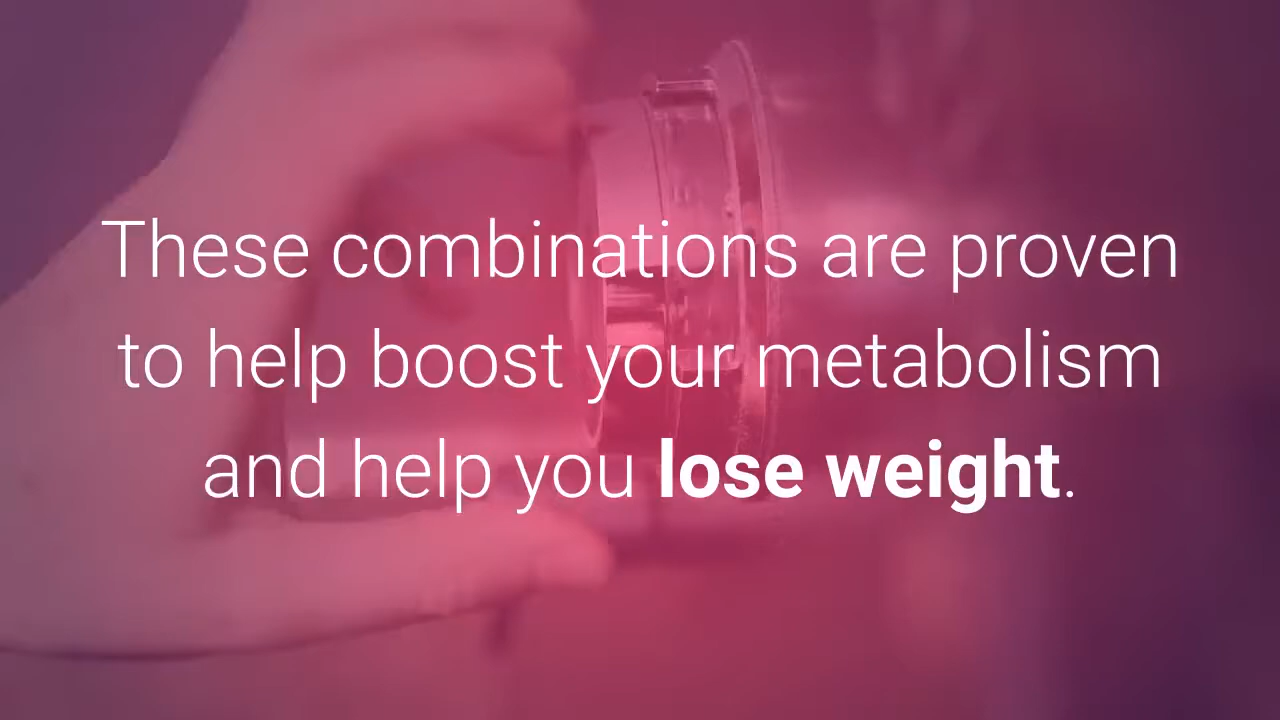 These combinations are proven
to help boost your metabolism
and help you lose weight.